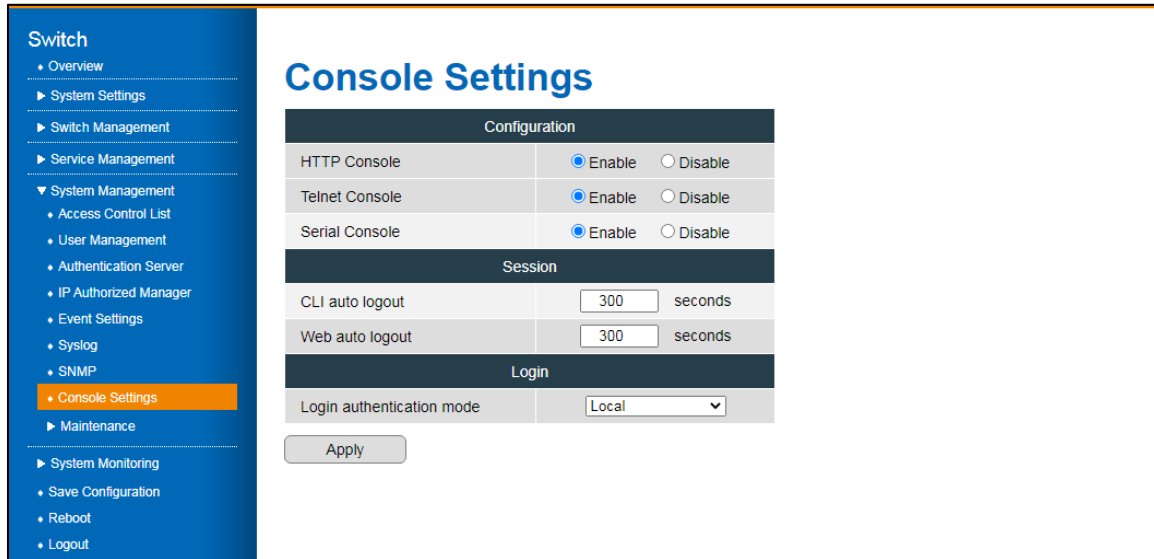 Switch
Overview
System Settings
Switch Management
Service Management
System Management
Access Control List
User Management
Authentication Server
IP Authorized Manager
Event Settings
Syslog
SNMP
Console Settings
Maintenance
System Monitoring
Save Configuration
Reboot
Logout
Console Settings
Configuration
HTTP Console Enable Disable
Telnet Console Enable Disable
Serial Console Enable Disable
Session
CLI auto logout 300 seconds
Web auto logout 300 seconds
Login
Login authentication mode Local
Apply